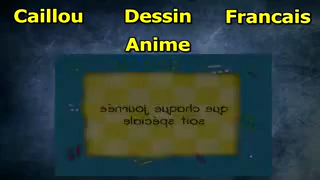 Caillou Dessin Francais
Anime
que chaque journée
soit spéciale